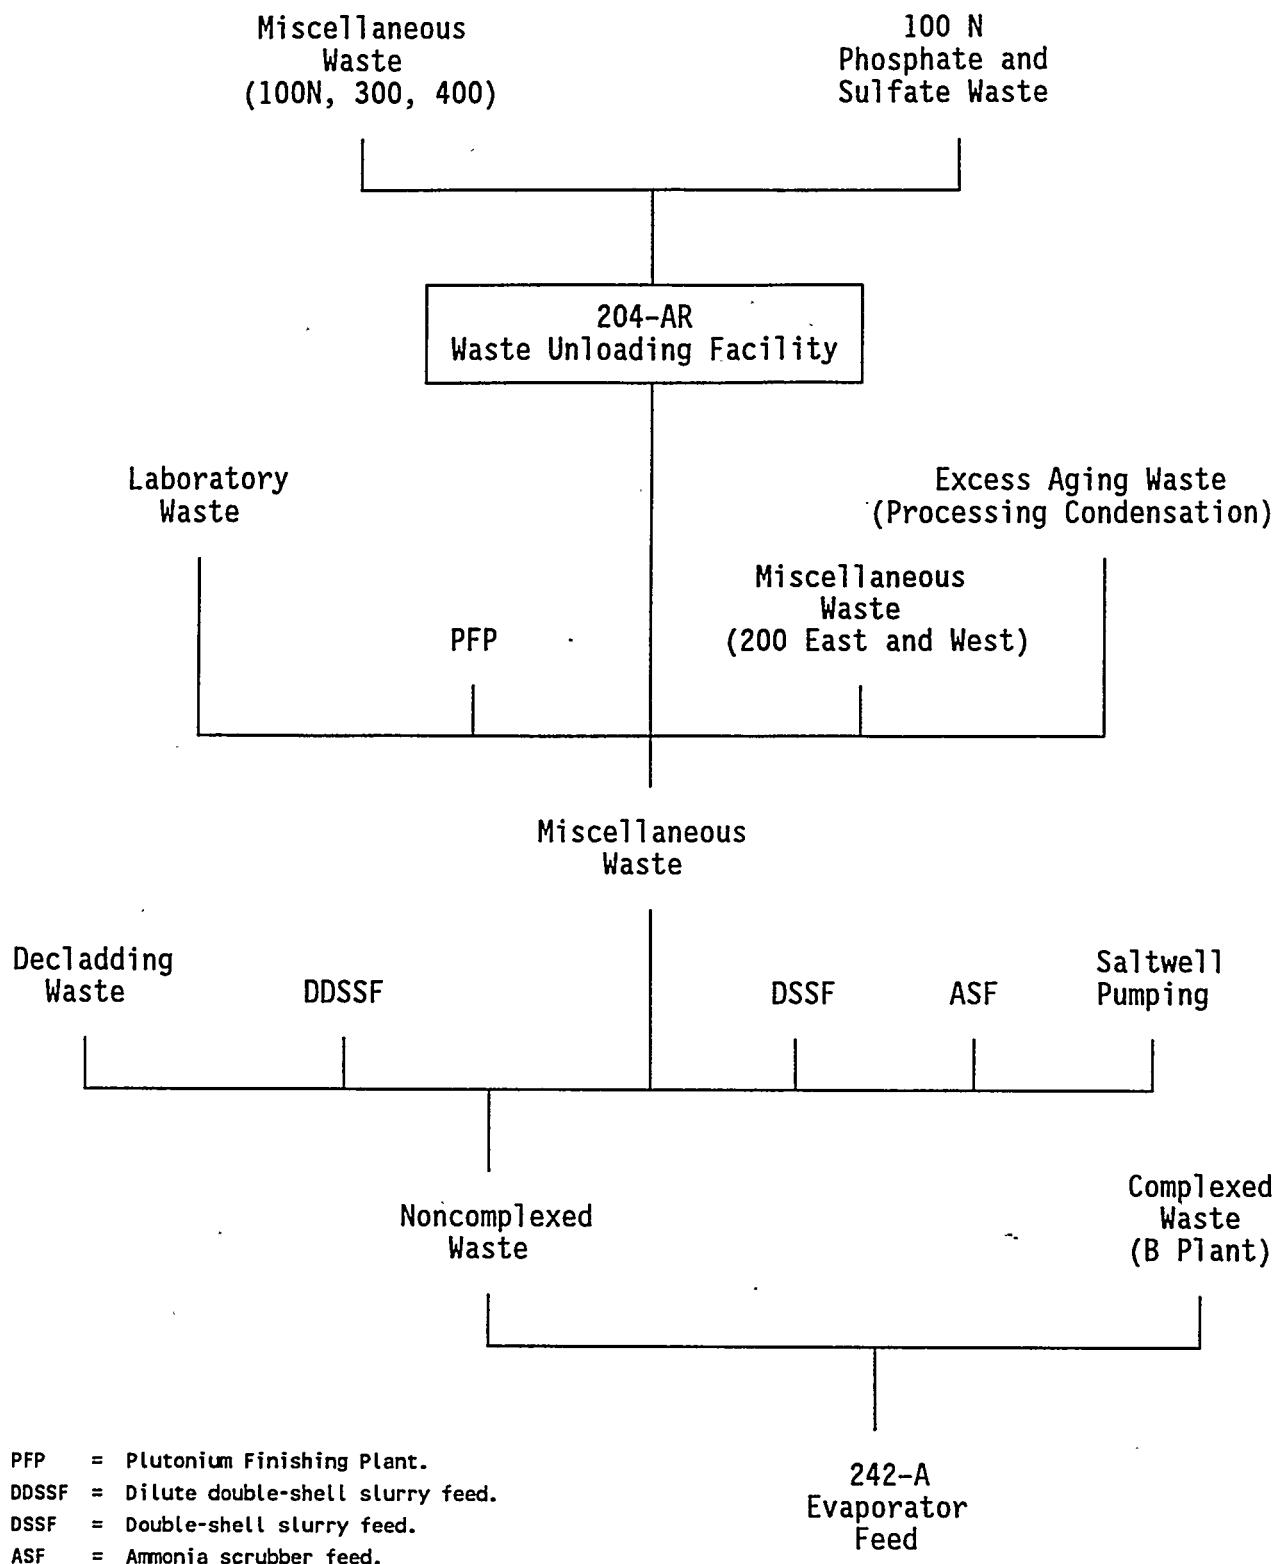 Miscellaneous
Waste
(100N, 300, 400)
100 N
Phosphate and
Sulfate Waste
204-AR
Waste Unloading Facility
Laboratory
Waste
PFP
Miscellaneous
Waste
(200 East and West)
Excess Aging Waste
(Processing Condensation)
Miscellaneous
Waste
Decladding
Waste
DDSSF
DSSF
ASF
Saltwell
Pumping
Noncomplexed
Waste
Complexed
Waste
(B Plant)
242-A
Evaporator
Feed
PFP = Plutonium Finishing Plant.
DDSSF = Dilute double-shell slurry feed.
DSSF = Double-shell slurry feed.
ASF = Ammonia scrubber feed.